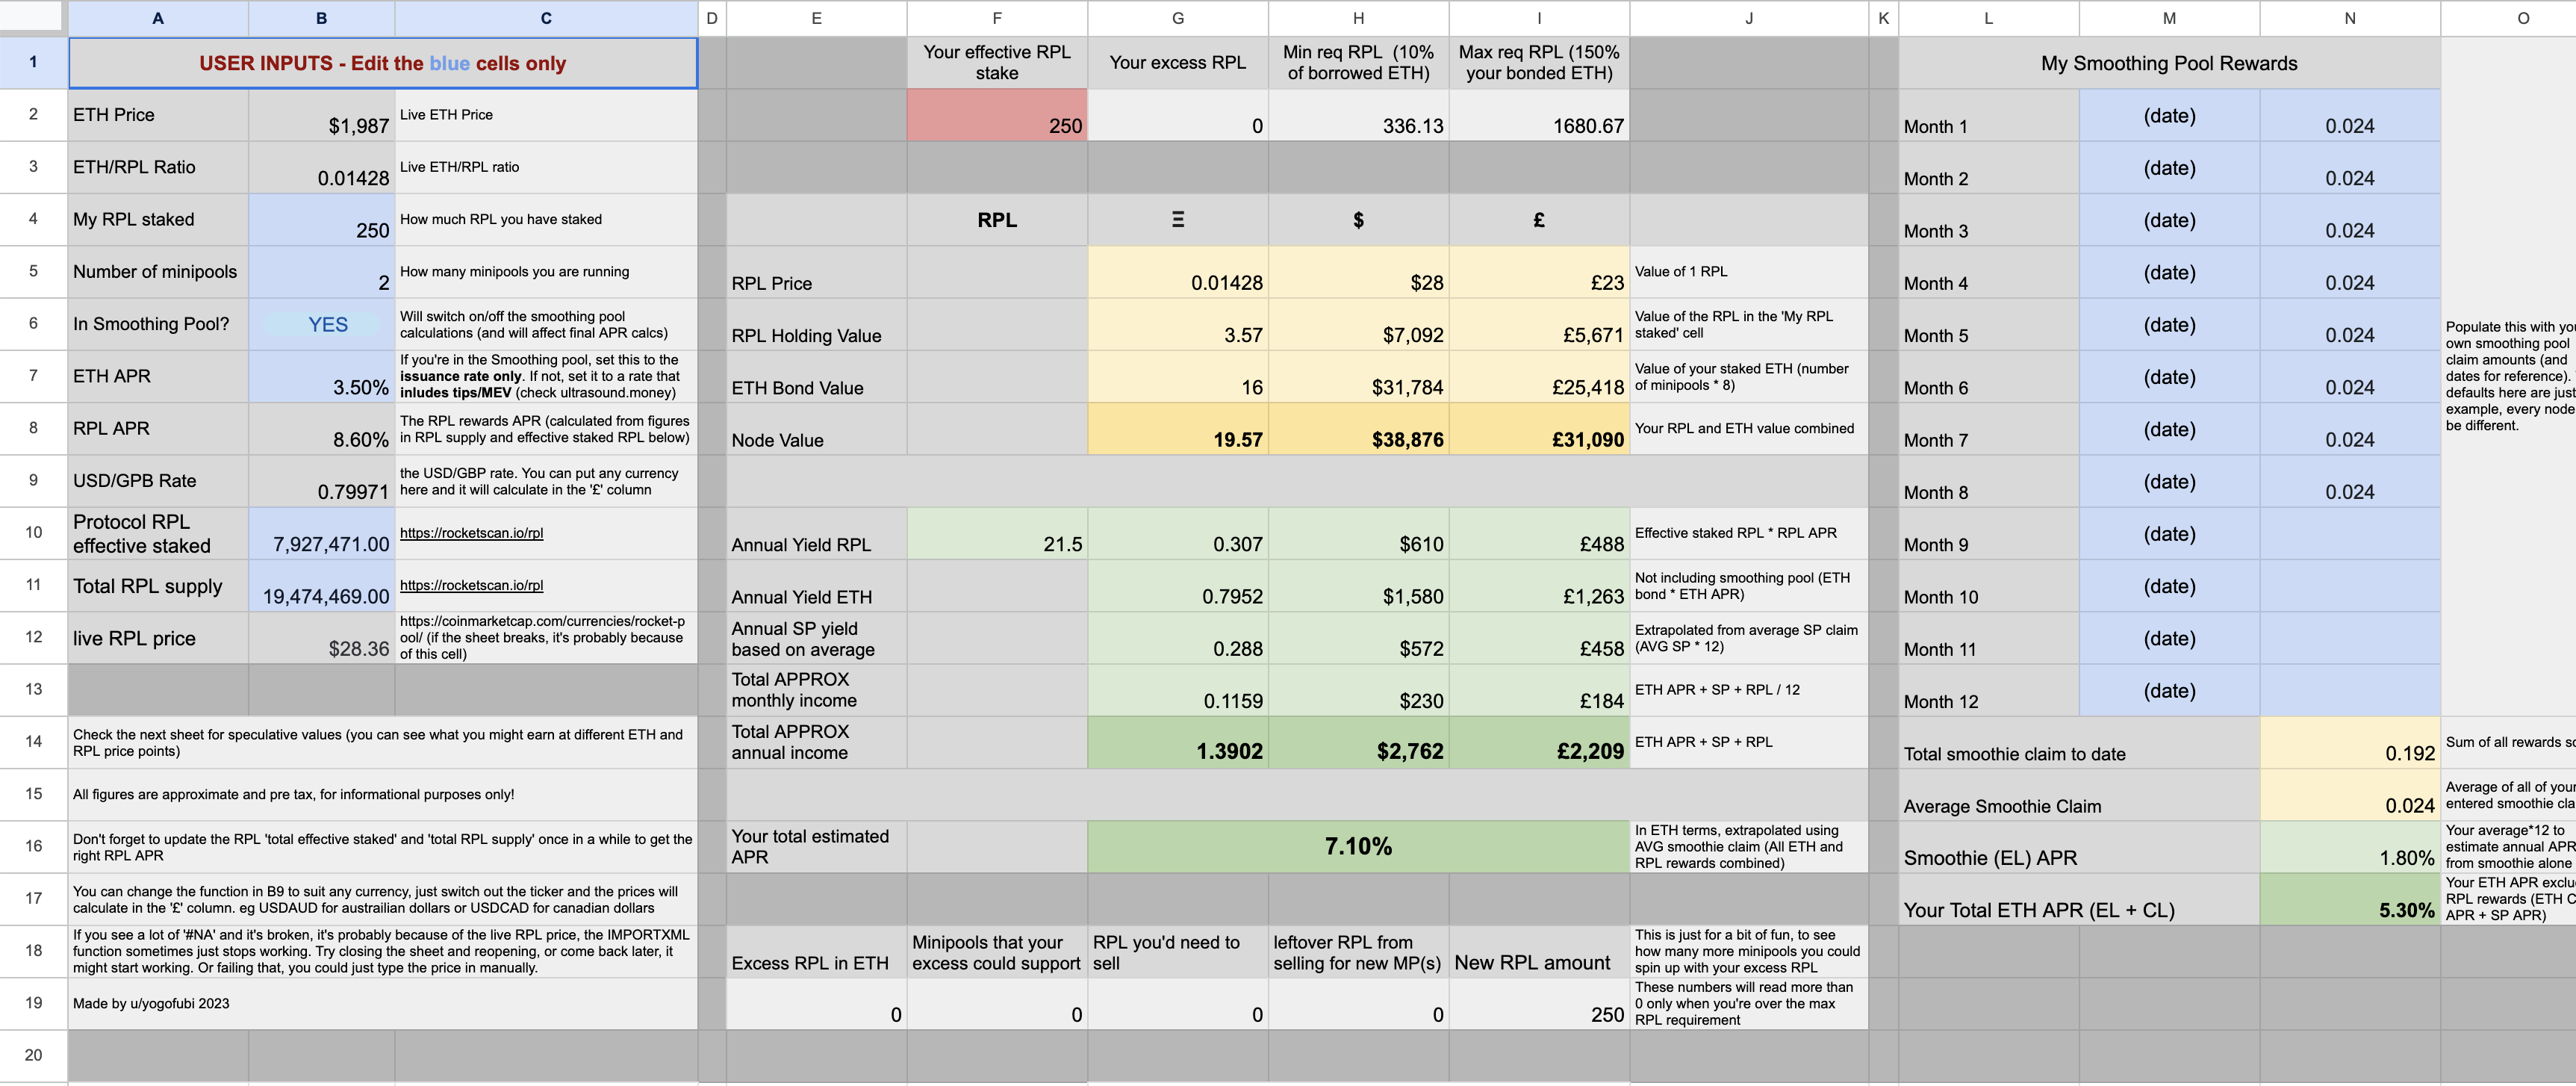 A B C D E F G H I J K L M N O
1 USER INPUTS - Edit the blue cells only
Your effective RPL
stake
Your excess RPL
Min req RPL (10%
of borrowed ETH)
Max req RPL (150%
your bonded ETH)
My Smoothing Pool Rewards
2 ETH Price $1,987 Live ETH Price
250 0 336.13 1680.67
Month 1 (date) 0.024
3 ETH/RPL Ratio 0.01428 Live ETH/RPL ratio
Month 2 (date) 0.024
4 My RPL staked 250 How much RPL you have staked
RPL Ξ $ £
Month 3 (date) 0.024
5 Number of minipools 2 How many minipools you are running
RPL Price 0.01428 $28 £23 Value of 1 RPL
Month 4 (date) 0.024
6 In Smoothing Pool? YES
Will switch on/off the smoothing pool
calculations (and will affect final APR calcs)
RPL Holding Value 3.57 $7,092 £5,671
Value of the RPL in the 'My RPL
staked' cell
Month 5 (date) 0.024
7 ETH APR 3.50%
If you're in the Smoothing pool, set this to the
issuance rate only. If not, set it to a rate that
inludes tips/MEV (check ultrasound.money)
ETH Bond Value 16 $31,784 £25,418
Value of your staked ETH (number
of minipools * 8)
Month 6 (date) 0.024
8 RPL APR 8.60%
The RPL rewards APR (calculated from figures
in RPL supply and effective staked RPL below)
Node Value 19.57 $38,876 £31,090 Your RPL and ETH value combined
Month 7 (date) 0.024
Populate this with
own smoothing pool
claim amounts (and
dates for reference).
defaults here are just
example, every node
be different.
9 USD/GPB Rate 0.79971
the USD/GBP rate. You can put any currency
here and it will calculate in the '£' column
Month 8 (date) 0.024
10 Protocol RPL
effective staked
7,927,471.00 https://rocketscan.io/rpl
Annual Yield RPL 21.5 0.307 $610 £488 Effective staked RPL * RPL APR
Month 9 (date)
11 Total RPL supply 19,474,469.00 https://rocketscan.io/rpl
Annual Yield ETH 0.7952 $1,580 £1,263
Not including smoothing pool (ETH
bond * ETH APR)
Month 10 (date)
12 live RPL price $28.36
https://coinmarketcap.com/currencies/rocket-p
ool/ (if the sheet breaks, it's probably because
of this cell)
Annual SP yield
based on average
0.288 $572 £458
Extrapolated from average SP claim
(AVG SP * 12)
Month 11 (date)
13 Total APPROX
monthly income
0.1159 $230 £184 ETH APR + SP + RPL / 12
Month 12 (date)
14 Check the next sheet for speculative values (you can see what you might earn at different ETH and
RPL price points)
Total APPROX
annual income
1.3902 $2,762 £2,209 ETH APR + SP + RPL
Total smoothie claim to date 0.192 Sum of all rewards
15 All figures are approximate and pre tax, for informational purposes only!
Average Smoothie Claim 0.024
Average of all of your
entered smoothie
16 Don't forget to update the RPL 'total effective staked' and 'total RPL supply' once in a while to get the
right RPL APR
Your total estimated
APR
7.10%
In ETH terms, extrapolated using
AVG smoothie claim (All ETH and
RPL rewards combined)
Smoothie (EL) APR 1.80%
Your average*12 to
estimate annual APR
from smoothie alone
17 You can change the function in B9 to suit any currency, just switch out the ticker and the prices will
calculate in the '£' column. eg USDAUD for austrailian dollars or USDCAD for canadian dollars
Your Total ETH APR (EL + CL) 5.30%
Your ETH APR
RPL rewards (ETH
APR + SP APR)
18 If you see a lot of '#NA' and it's broken, it's probably because of the live RPL price, the IMPORTXML
function sometimes just stops working. Try closing the sheet and reopening, or come back later, it
might start working. Or failing that, you could just type the price in manually.
Excess RPL in ETH
Minipools that your
excess could support
RPL you'd need to
sell
leftover RPL from
selling for new MP(s)
New RPL amount
This is just for a bit of fun, to see
how many more minipools you could
spin up with your excess RPL
19 Made by u/yogofubi 2023
0 0 0 0 250
These numbers will read more than
0 only when you're over the max
RPL requirement
20